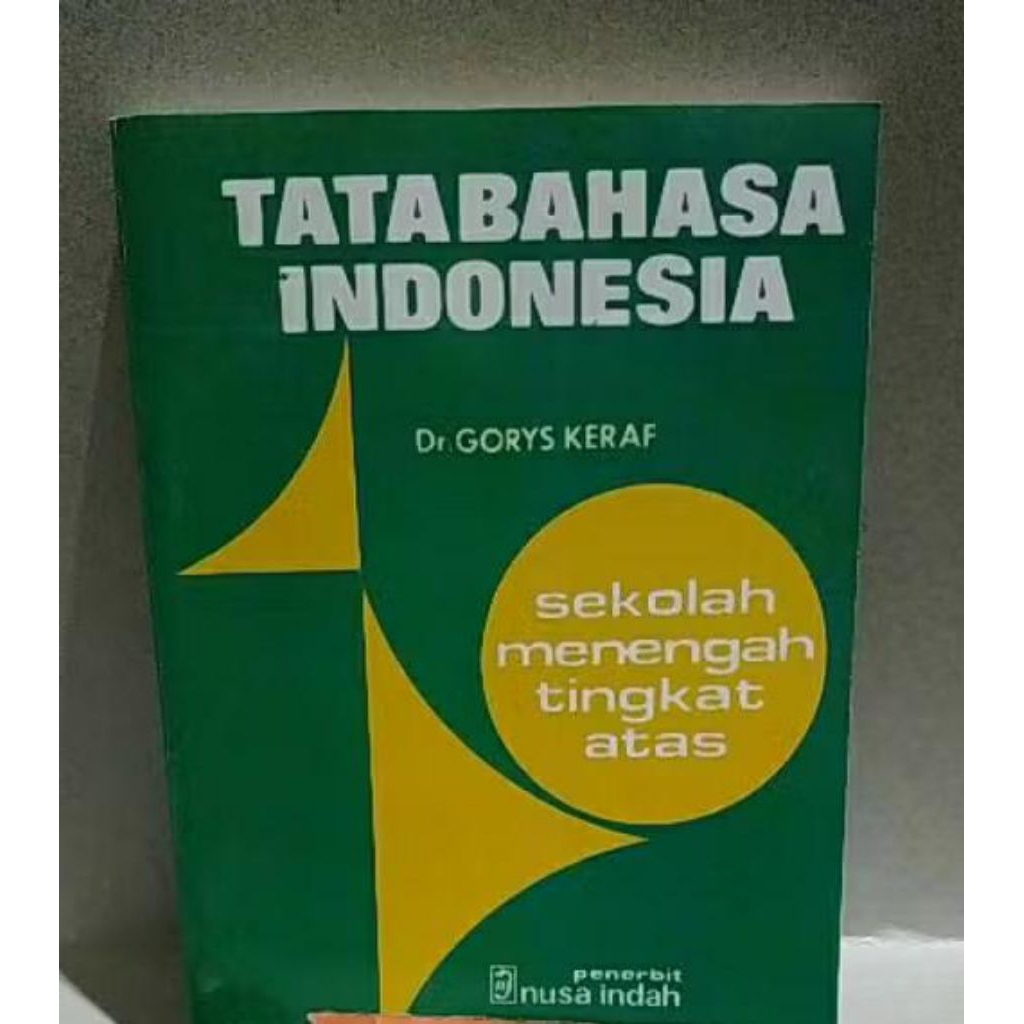 TATABAHASA
INDONESIA
Dr. GORYS KERAF
sekolah
menengah
tingkat
atas
penerbit
nusa indah